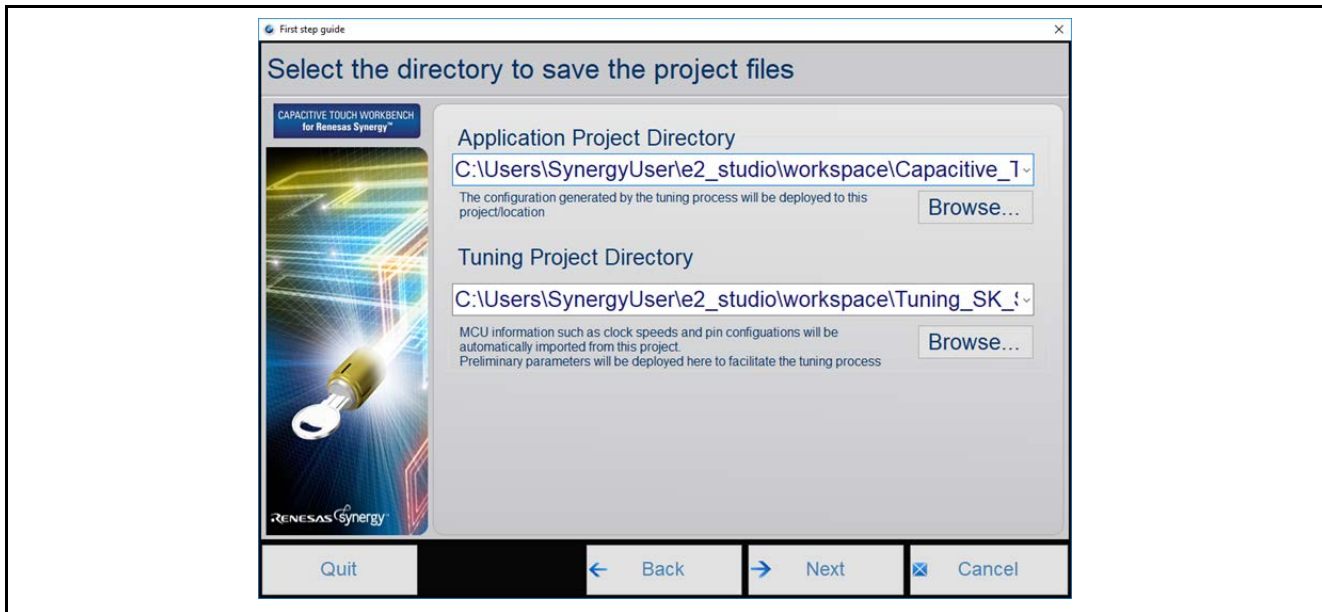 First step guide
Select the directory to save the project files
CAPACITIVE TOUCH WORKBENCH
for Renesas Synergy™
Application Project Directory
C:\Users\SynergyUser\e2_studio\workspace\Capacitive_T
The configuration generated by the tuning process will be deployed to this
project/location
Browse...
Tuning Project Directory
C:\Users\SynergyUser\e2_studio\workspace\Tuning_SK_S
MCU information such as clock speeds and pin configuations will be
automatically imported from this project.
Preliminary parameters will be deployed here to facilitate the tuning process
Browse...
RENESAS Synergy™
Quit
Back
Next
Cancel